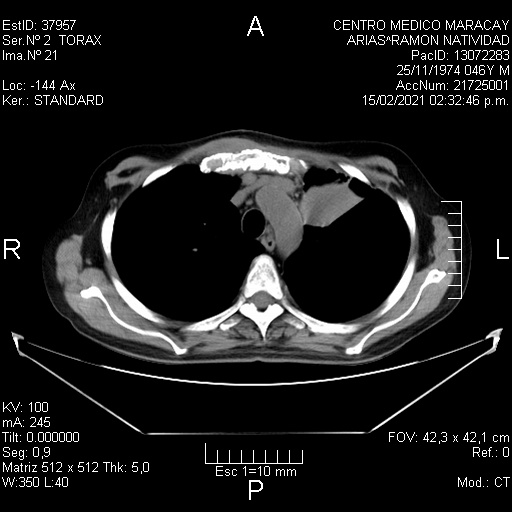 EstID: 37957
Ser.Nº 2 TORAX
Ima.Nº 21
Loc: -144 Ax
Ker.: STANDARD
A
CENTRO MEDICO MARACAY
ARIAS^RAMON NATIVIDAD
PacID: 13072283
25/11/1974 046Y M
AccNum: 21725001
15/02/2021 02:32:46 p.m.
R
L
KV: 100
mA: 245
Tilt: 0.000000
Seg: 0,9
Matriz 512 x 512 Thk: 5,0
W:350 L:40
Esc 1=10 mm
P
FOV: 42,3 x 42,1 cm
Ref.: 0
Mod.: CT